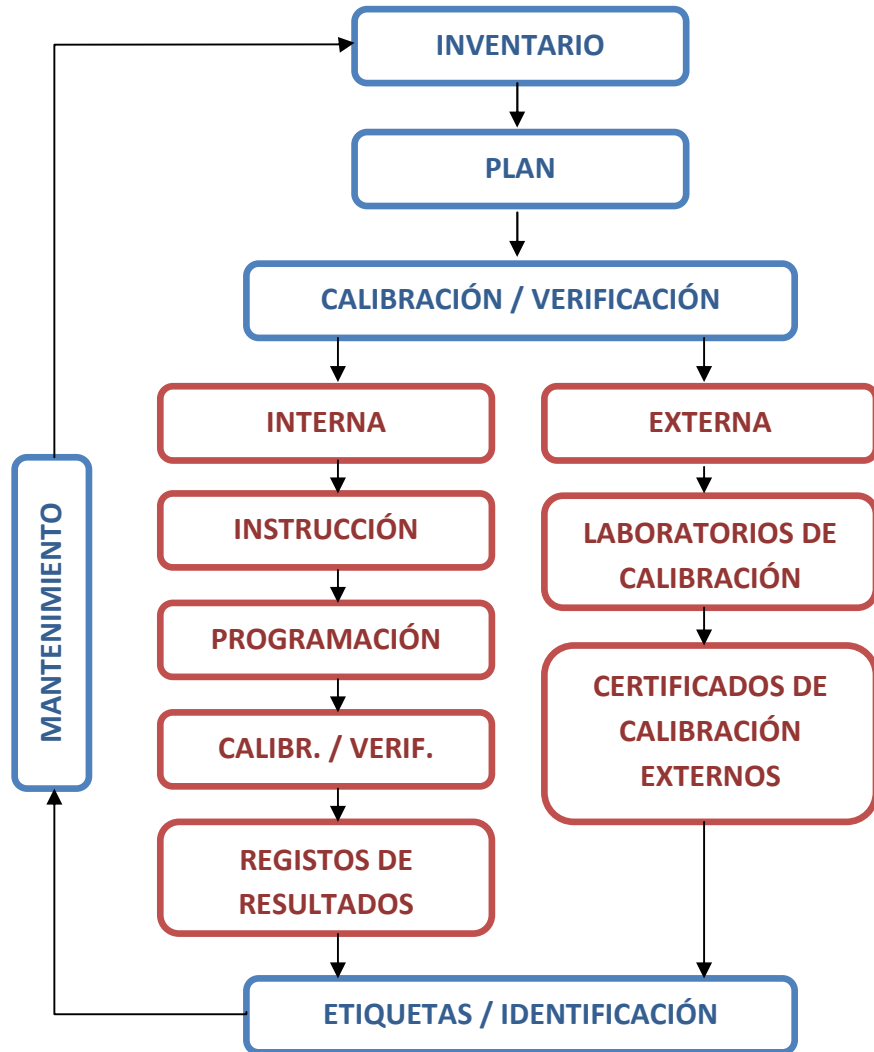 INVENTARIO
PLAN
CALIBRACIÓN / VERIFICACIÓN
INTERNA
EXTERNA
INSTRUCCIÓN
LABORATORIOS DE
CALIBRACIÓN
PROGRAMACIÓN
CERTIFICADOS DE
CALIBRACIÓN
EXTERNOS
CALIBR. / VERIF.
REGISTOS DE
RESULTADOS
ETIQUETAS / IDENTIFICACIÓN
MANTENIMIENTO